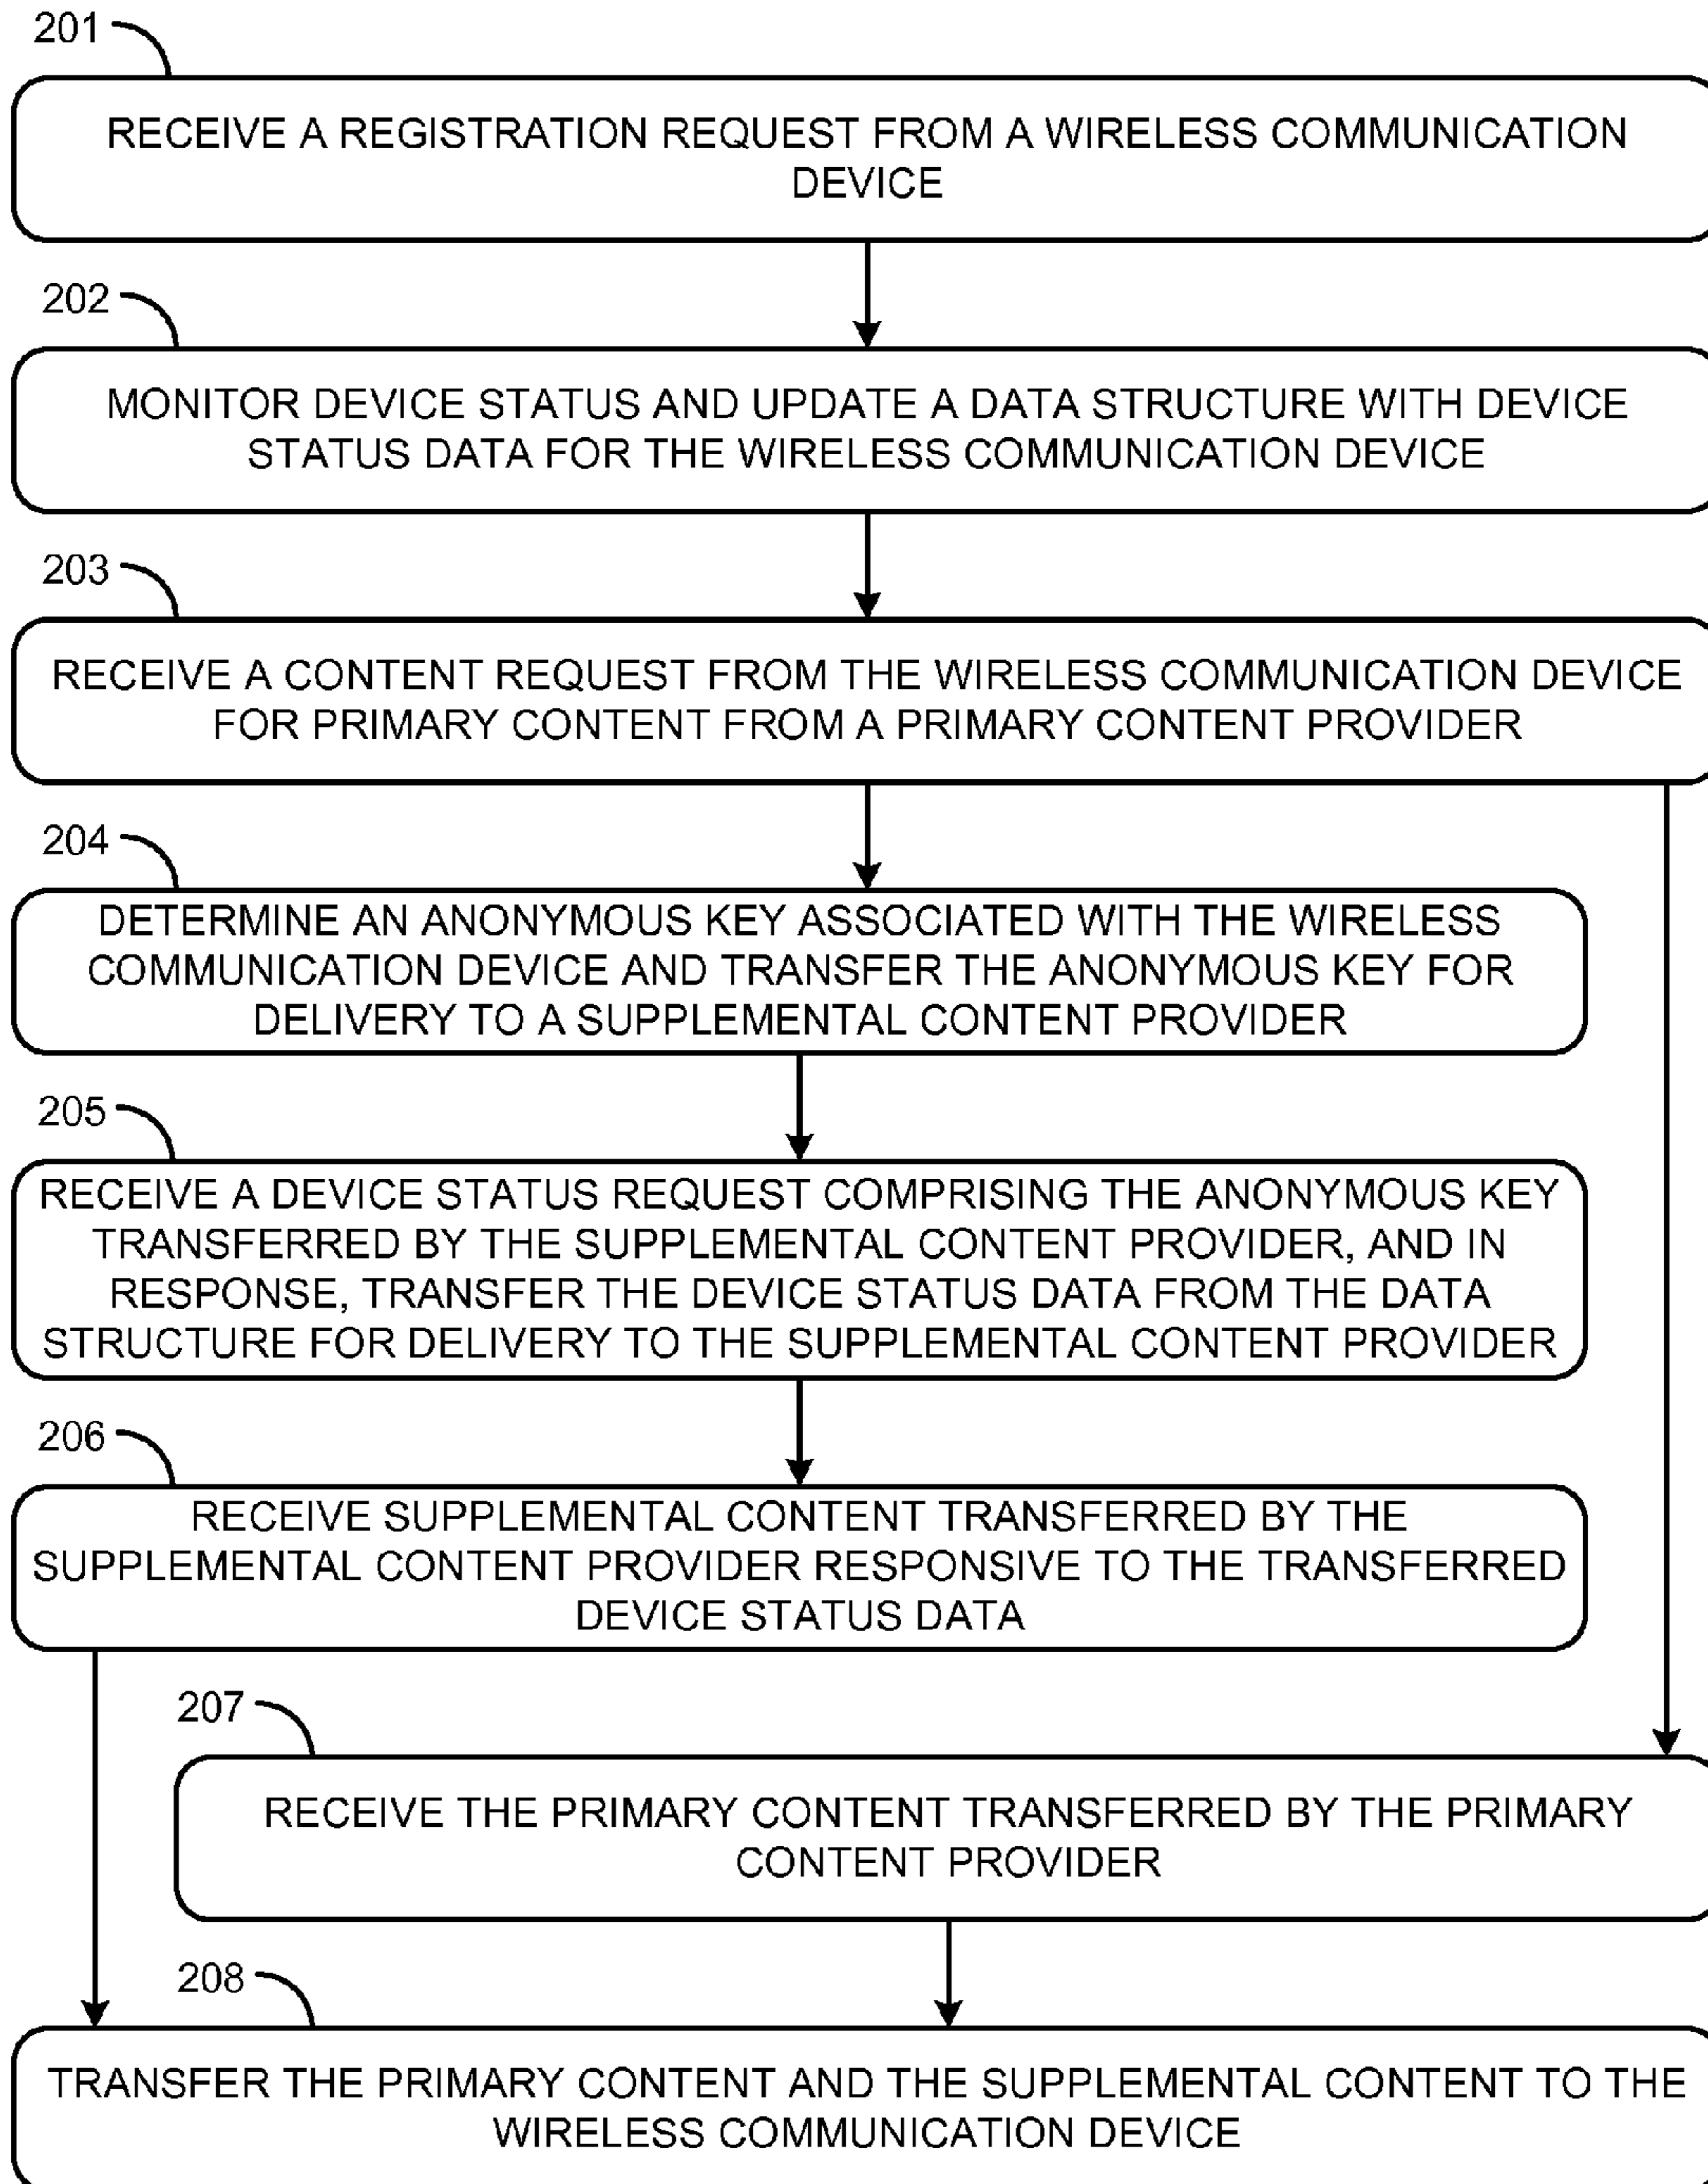 201
RECEIVE A REGISTRATION REQUEST FROM A WIRELESS COMMUNICATION
DEVICE
202
MONITOR DEVICE STATUS AND UPDATE A DATA STRUCTURE WITH DEVICE
STATUS DATA FOR THE WIRELESS COMMUNICATION DEVICE
203
RECEIVE A CONTENT REQUEST FROM THE WIRELESS COMMUNICATION DEVICE
FOR PRIMARY CONTENT FROM A PRIMARY CONTENT PROVIDER
204
DETERMINE AN ANONYMOUS KEY ASSOCIATED WITH THE WIRELESS
COMMUNICATION DEVICE AND TRANSFER THE ANONYMOUS KEY FOR
DELIVERY TO A SUPPLEMENTAL CONTENT PROVIDER
205
RECEIVE A DEVICE STATUS REQUEST COMPRISING THE ANONYMOUS KEY
TRANSFERRED BY THE SUPPLEMENTAL CONTENT PROVIDER, AND IN
RESPONSE, TRANSFER THE DEVICE STATUS DATA FROM THE DATA
STRUCTURE FOR DELIVERY TO THE SUPPLEMENTAL CONTENT PROVIDER
206
RECEIVE SUPPLEMENTAL CONTENT TRANSFERRED BY THE
SUPPLEMENTAL CONTENT PROVIDER RESPONSIVE TO THE TRANSFERRED
DEVICE STATUS DATA
207
RECEIVE THE PRIMARY CONTENT TRANSFERRED BY THE PRIMARY
CONTENT PROVIDER
208
TRANSFER THE PRIMARY CONTENT AND THE SUPPLEMENTAL CONTENT TO THE
WIRELESS COMMUNICATION DEVICE